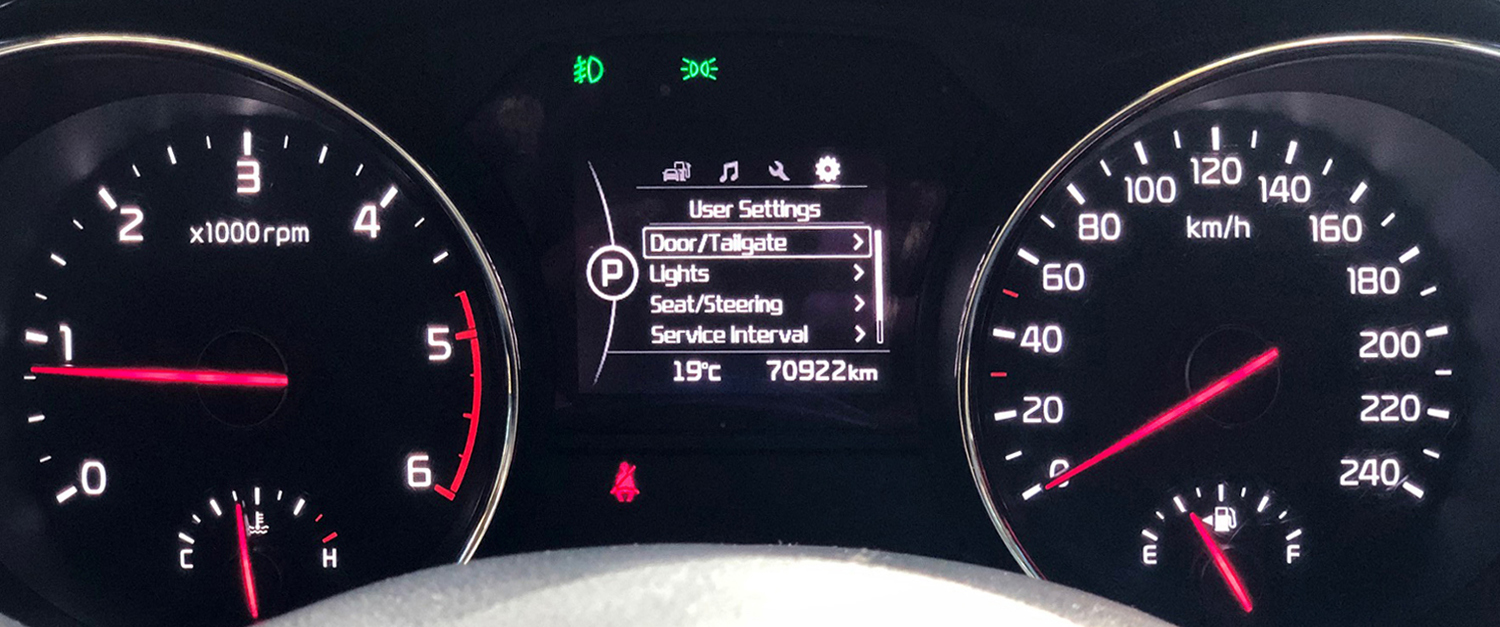 3
2
4
x1000rpm
1
5
0
6
C
H
User Settings
Door/Tailgate
Lights
Seat/Steering
Service Interval
P
19°C
70922km
120
100
140
80
km/h
160
60
180
40
200
20
220
0
240
E
F